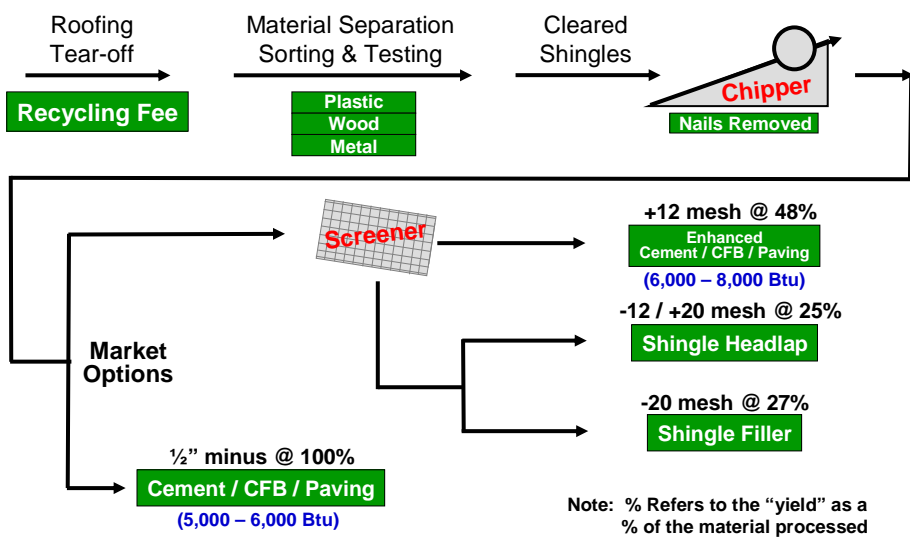 Roofing
Tear-off
Recycling Fee
Material Separation
Sorting & Testing
Plastic
Wood
Metal
Cleared
Shingles
Chipper
Nails Removed
Screener
+12 mesh @ 48%
Enhanced
Cement / CFB / Paving
(6,000 – 8,000 Btu)
-12 / +20 mesh @ 25%
Shingle Headlap
-20 mesh @ 27%
Shingle Filler
Market
Options
½” minus @ 100%
Cement / CFB / Paving
(5,000 – 6,000 Btu)
Note: % Refers to the “yield” as a
% of the material processed